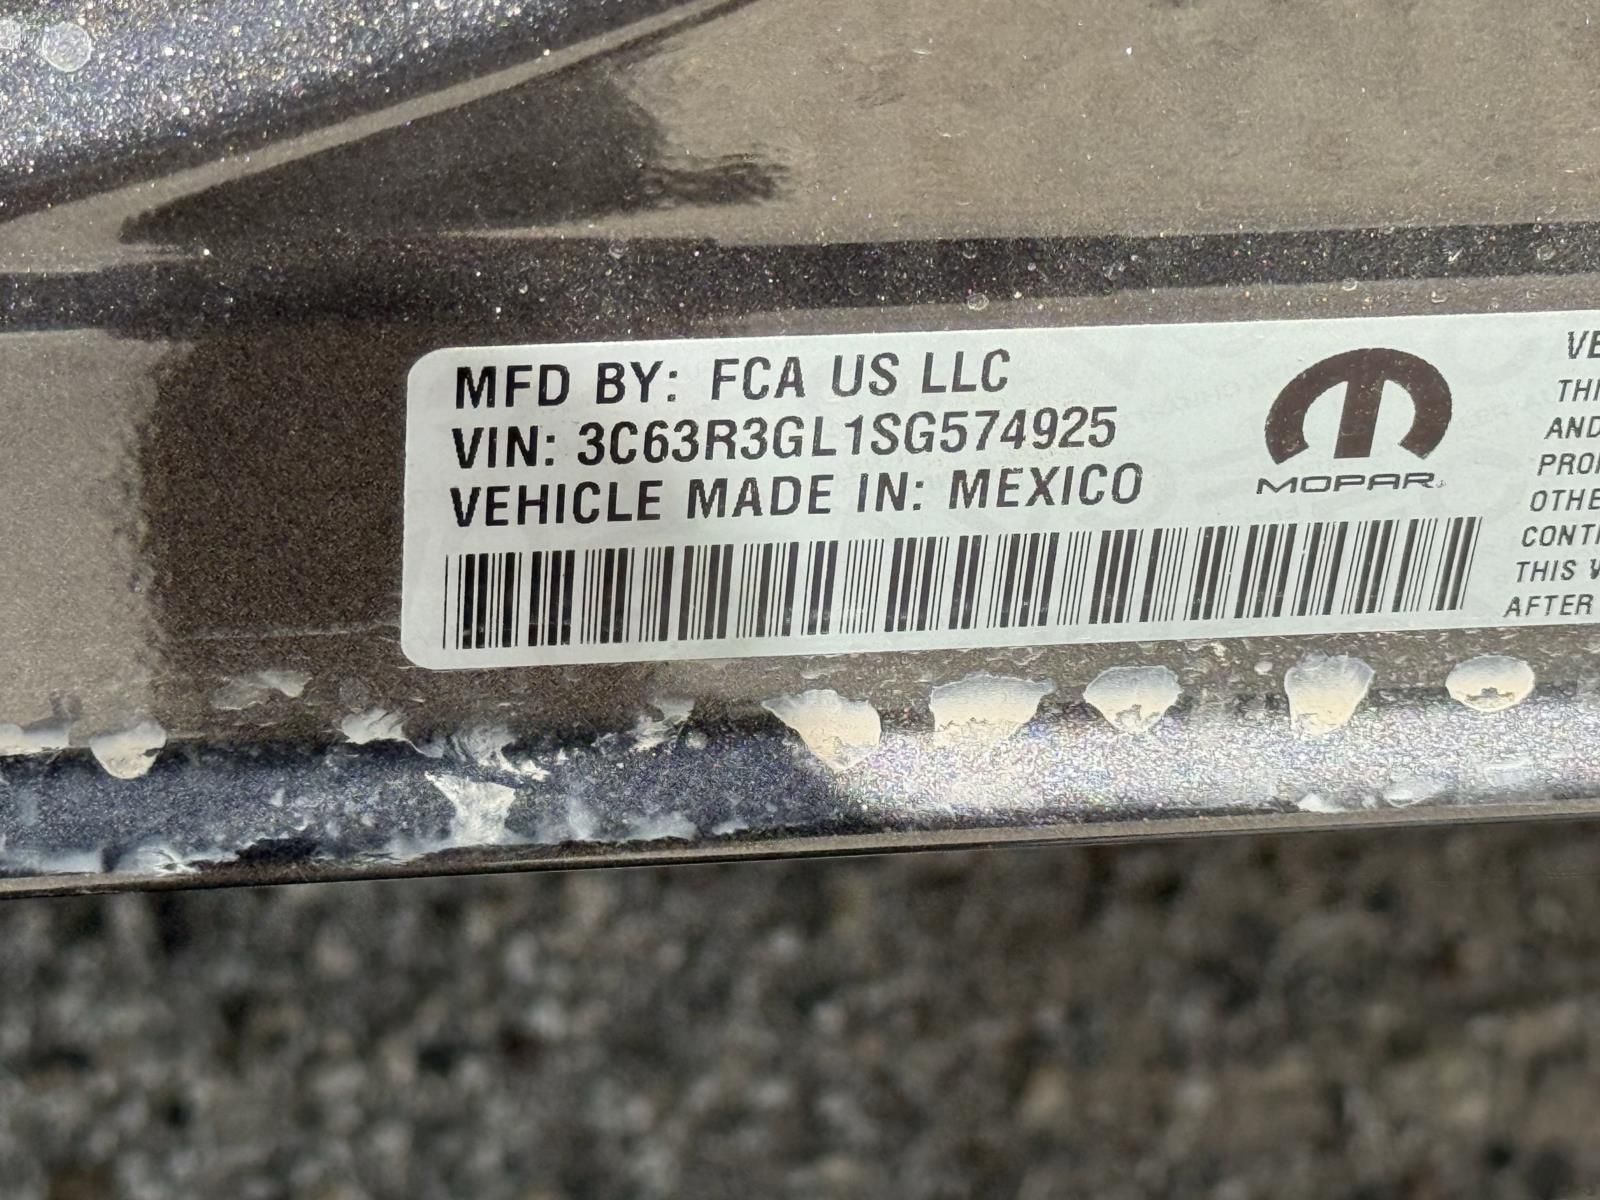 MFD BY: FCA US LLC
VIN: 3C63R3GL1SG574925
VEHICLE MADE IN: MEXICO
MOPAR
VE
THI
AND
PRO
OTHE
CONTI
THIS V
AFTER